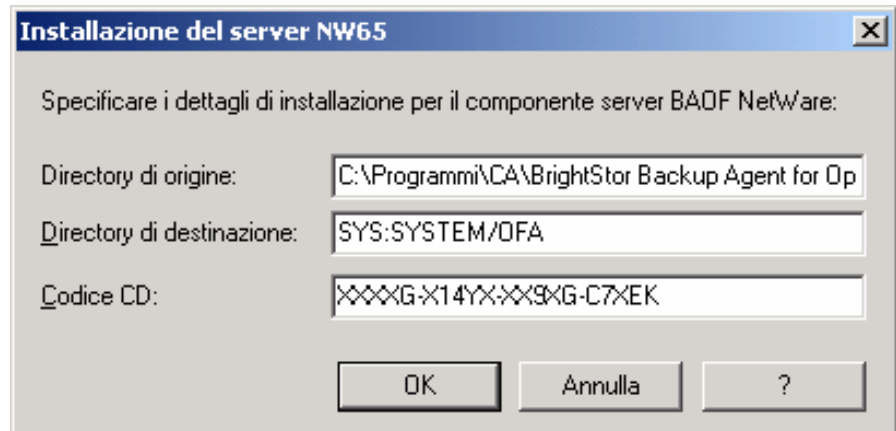 Installazione del server NW65
Specificare i dettagli di installazione per il componente server BAOF NetWare:
Directory di origine: C:\Programmi\CA\BrightStor Backup Agent for Op
Directory di destinazione: SYS:SYSTEM/OFA
Codice CD: XXXXG-X14YX-XX9XG-C7XEK
OK Annulla ?